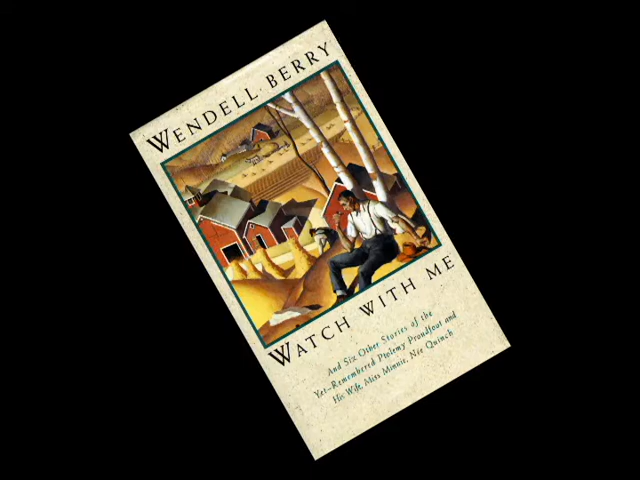 WENDELL BERRY
WATCH WITH ME
And Six Other Stories of the
Yet-Remembered Ptolemy Proudfoot and
His Wife, Miss Minnie, Née Quinch